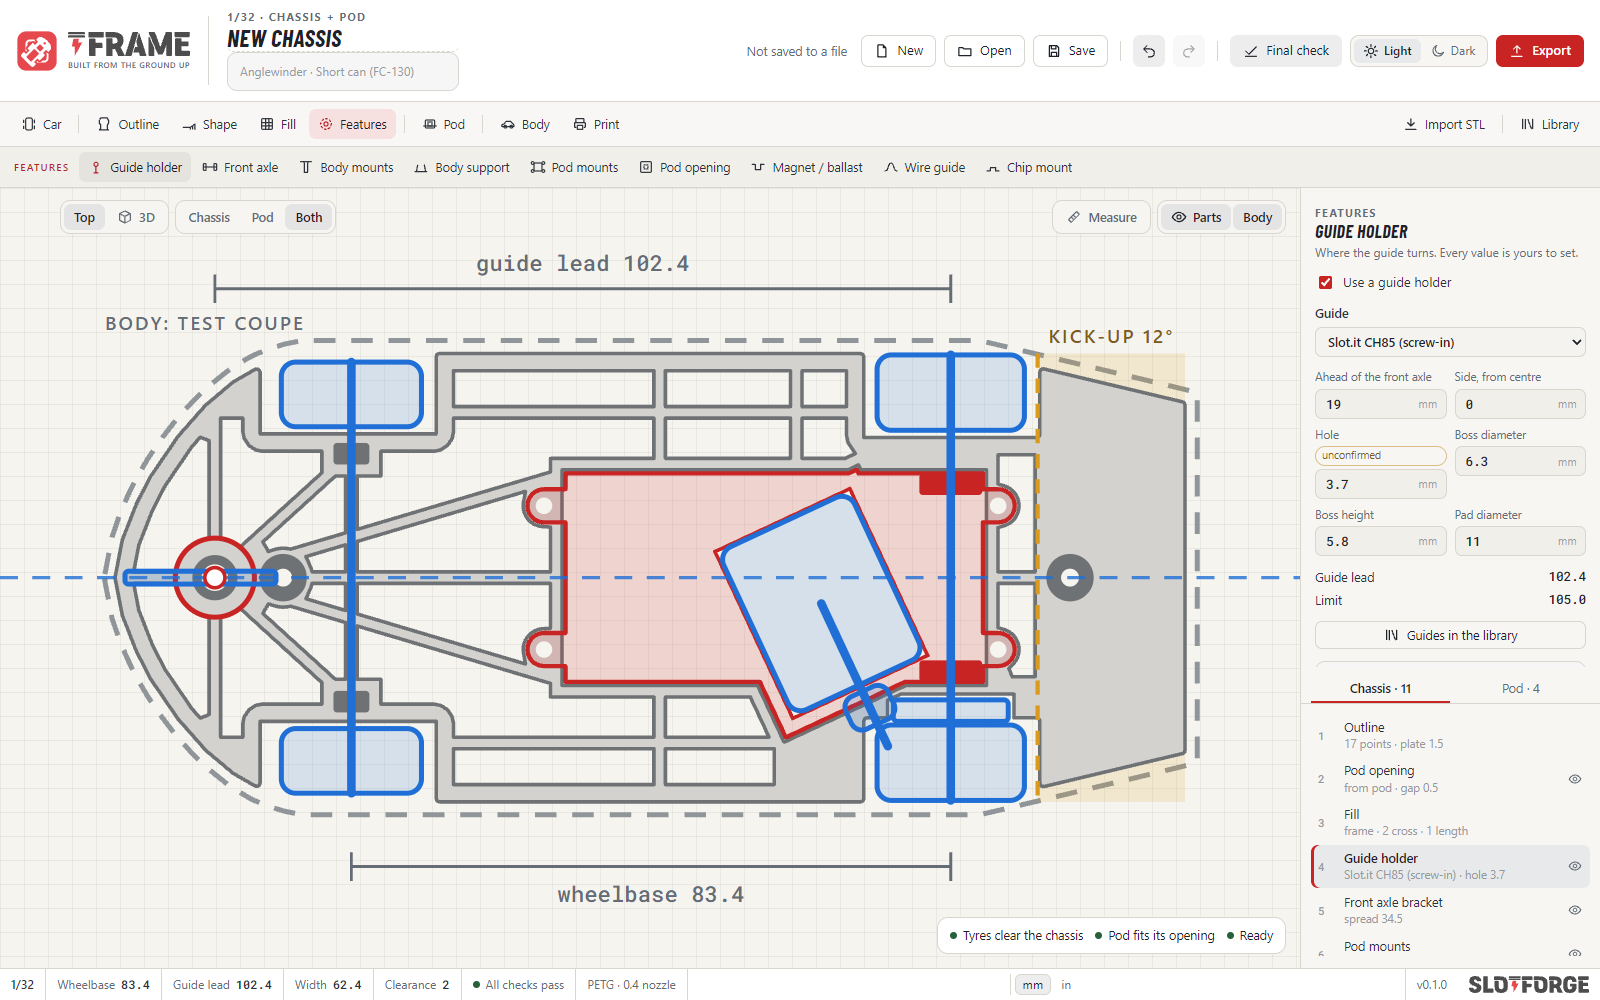 1/32 · CHASSIS + POD
TFRAME
BUILT FROM THE GROUND UP
NEW CHASSIS
Anglewinder · Short can (FC-130)
Not saved to a file
New
Open
Save
Final check
Light
Dark
Export
Car
Outline
Shape
Fill
Features
Pod
Body
Print
Import STL
Library
FEATURES
Guide holder
Front axle
Body mounts
Body support
Pod mounts
Pod opening
Magnet / ballast
Wire guide
Chip mount
Top
3D
Chassis
Pod
Both
Measure
Parts
Body
guide lead 102.4
BODY: TEST COUPE
KICK-UP 12°
wheelbase 83.4
Tyres clear the chassis
Pod fits its opening
Ready
FEATURES
GUIDE HOLDER
Where the guide turns. Every value is yours to set.
Use a guide holder
Guide
Slot.it CH85 (screw-in)
Ahead of the front axle
Side, from centre
19 mm
0 mm
Hole
Boss diameter
unconfirmed
6.3 mm
3.7 mm
Boss height
Pad diameter
5.8 mm
11 mm
Guide lead 102.4
Limit 105.0
Guides in the library
Chassis · 11
Pod · 4
1 Outline
17 points · plate 1.5
2 Pod opening
from pod · gap 0.5
3 Fill
frame · 2 cross · 1 length
4 Guide holder
Slot.it CH85 (screw-in) · hole 3.7
5 Front axle bracket
spread 34.5
Pod mounts
1/32
Wheelbase 83.4
Guide lead 102.4
Width 62.4
Clearance 2
All checks pass
PETG · 0.4 nozzle
mm
in
v0.1.0
SLOTFORGE